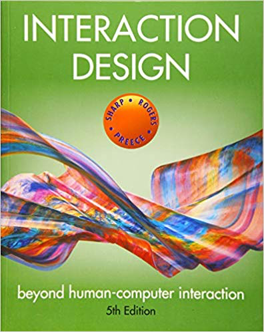 INTERACTION
DESIGN
SHARP • ROGERS
• PREECE •
beyond human-computer interaction
5th Edition